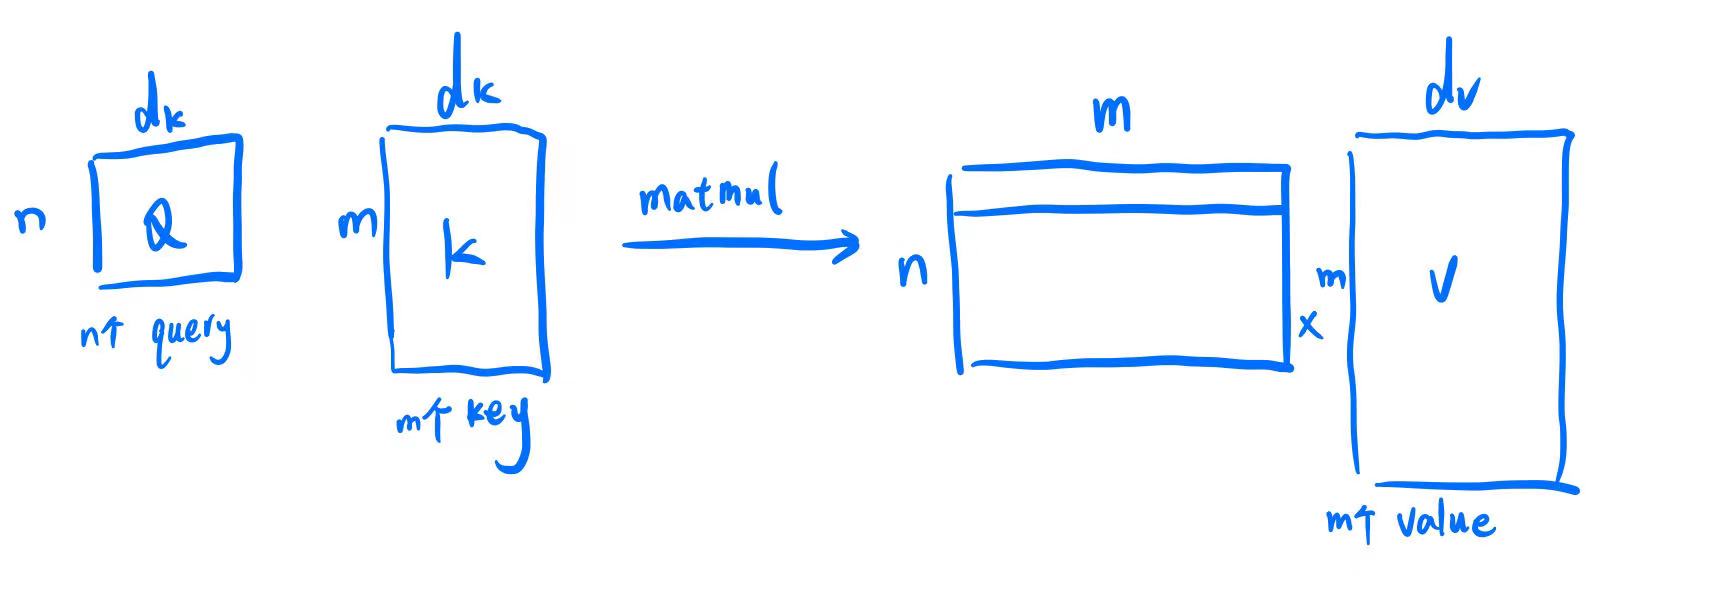 dk
n
Q
n个 query
dk
m
k
m个 key
matmul
m
n
x
dv
m
V
m个 value